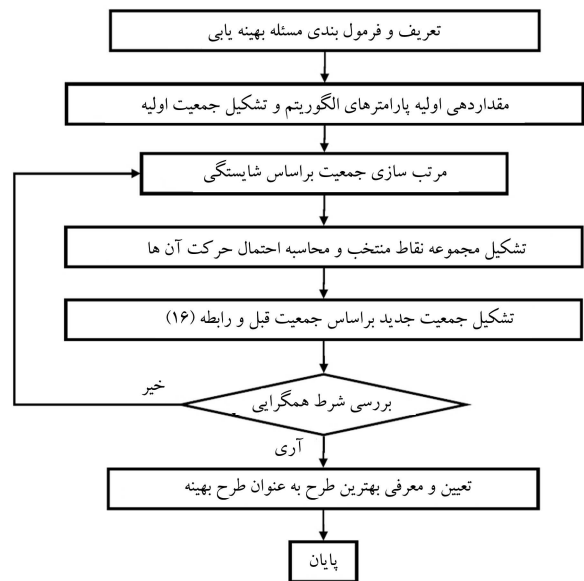 تعریف و فرمول بندی مسئله بهینه یابی
مقداردهی اولیه پارامترهای الگوریتم و تشکیل جمعیت اولیه
مرتب سازی جمعیت براساس شایستگی
تشکیل مجموعه نقاط منتخب و محاسبه احتمال حرکت آن ها
تشکیل جمعیت جدید براساس جمعیت قبل و رابطه (۱۶)
خیر
بررسی شرط همگرایی
آری
تعیین و معرفی بهترین طرح به عنوان طرح بهینه
پایان